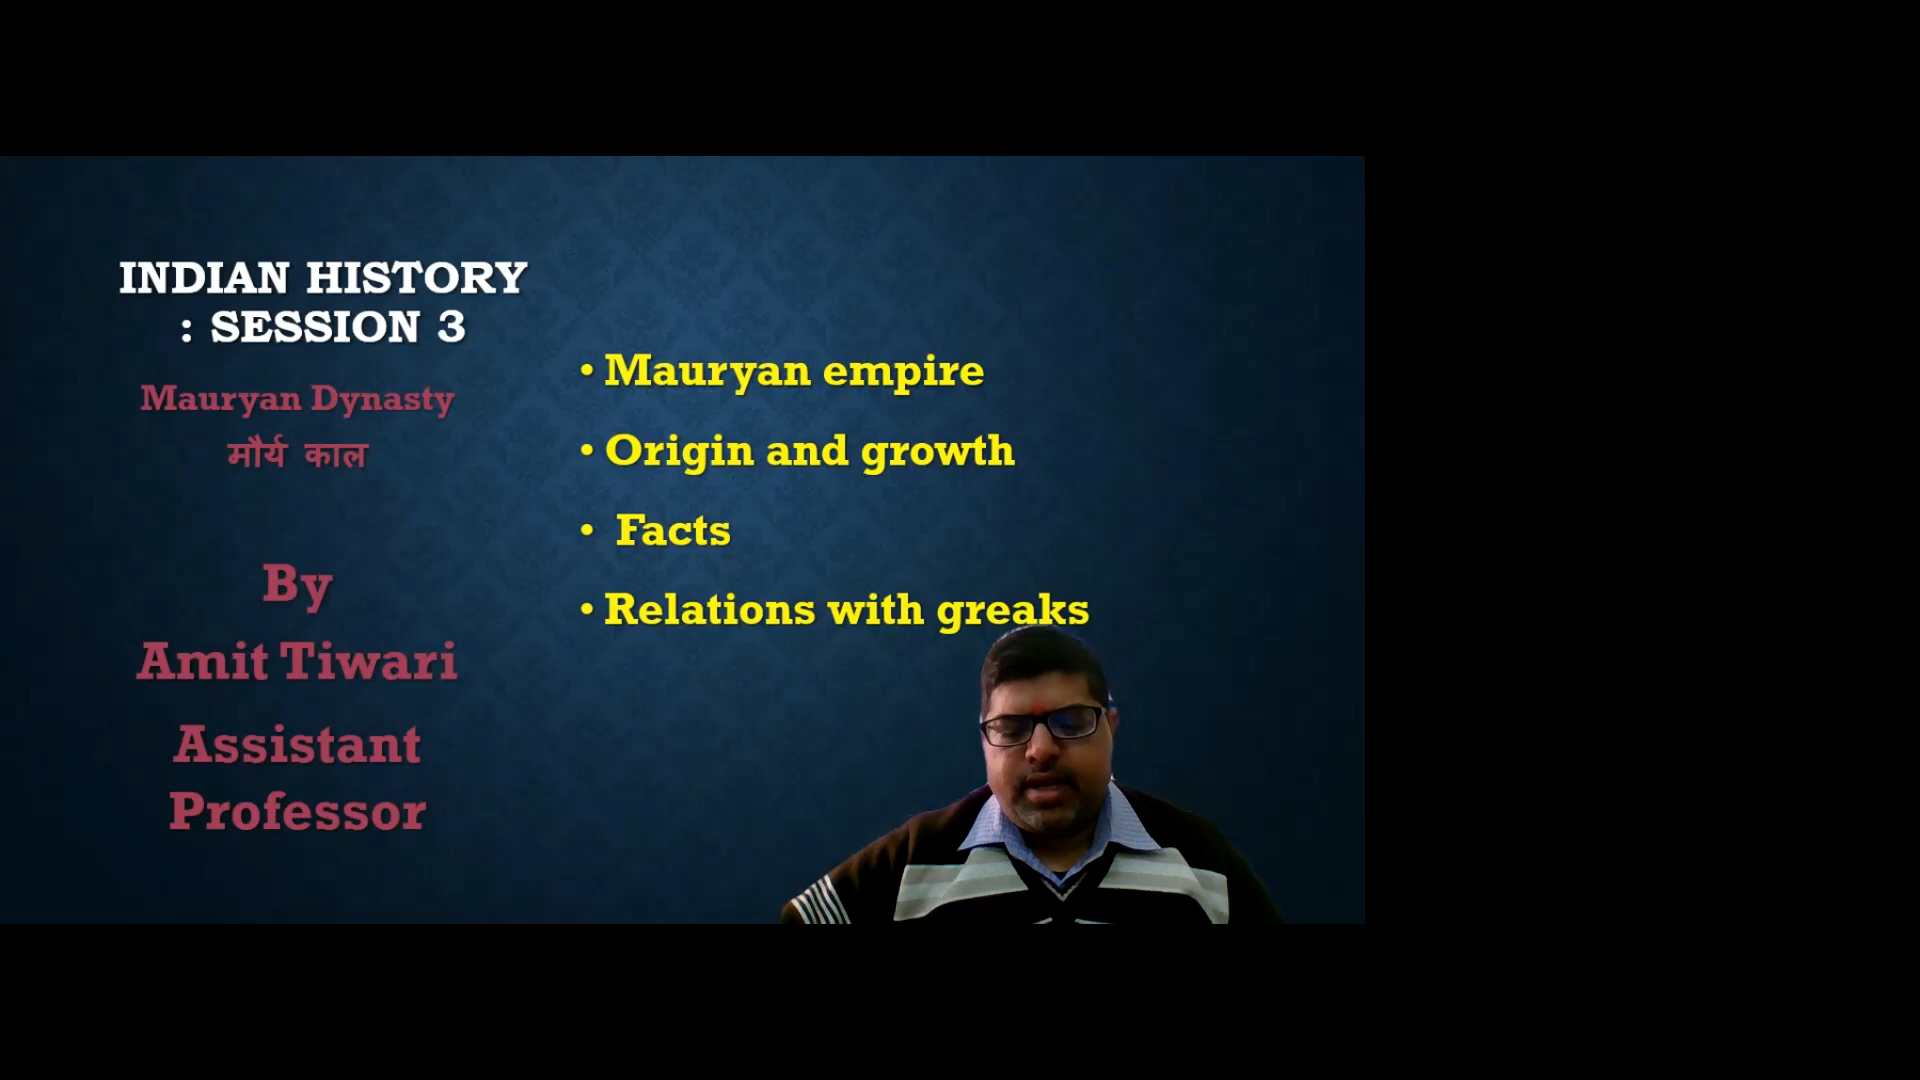 INDIAN HISTORY
: SESSION 3
Mauryan Dynasty
मौर्य काल
By
Amit Tiwari
Assistant
Professor
• Mauryan empire
• Origin and growth
• Facts
• Relations with greaks